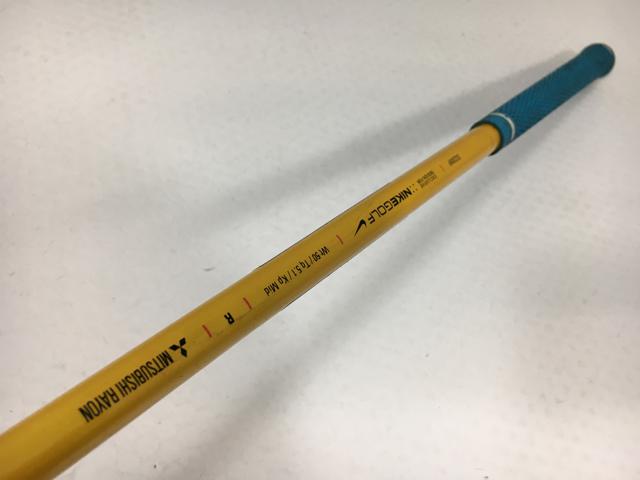 MITSUBISHI RAYON
R
Wt.50 / Tq.5.1 / Kp.Mid
NIKEGOLF